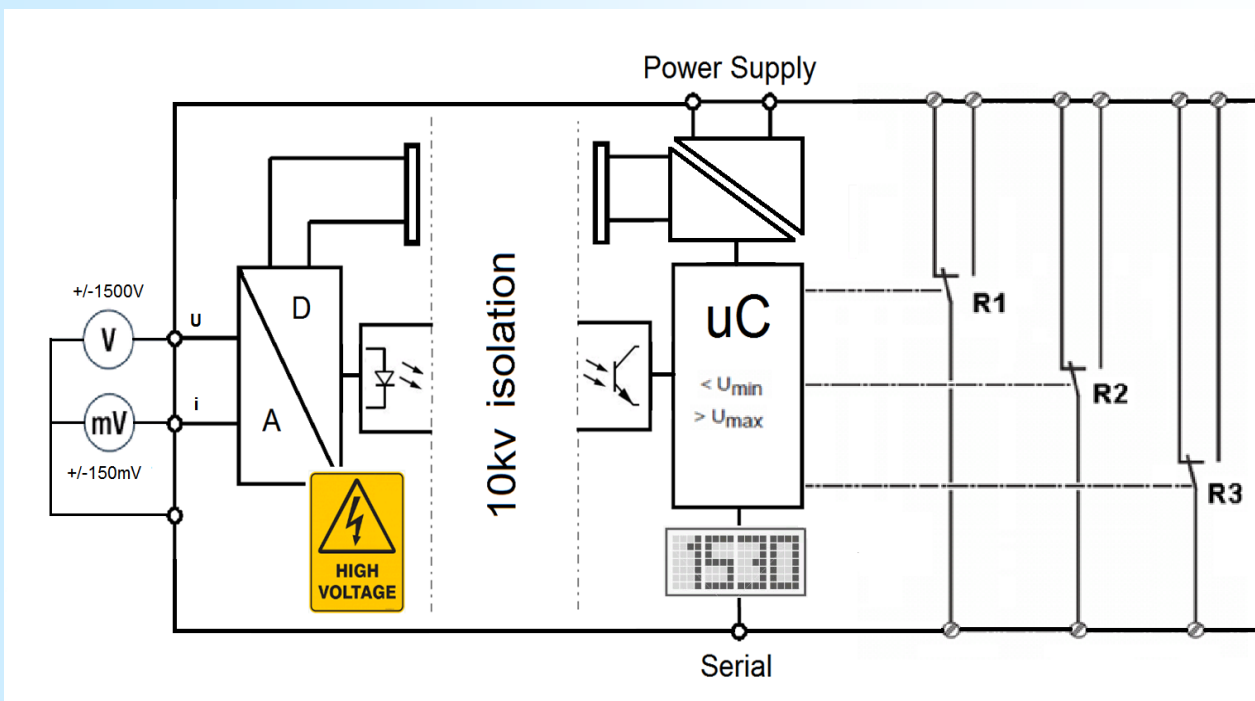 Power Supply
+/-1500V
V
U
mV
i
+/-150mV
D
A
HIGH
VOLTAGE
10kv isolation
uC
< Umin
> Umax
1530
R1
R2
R3
Serial